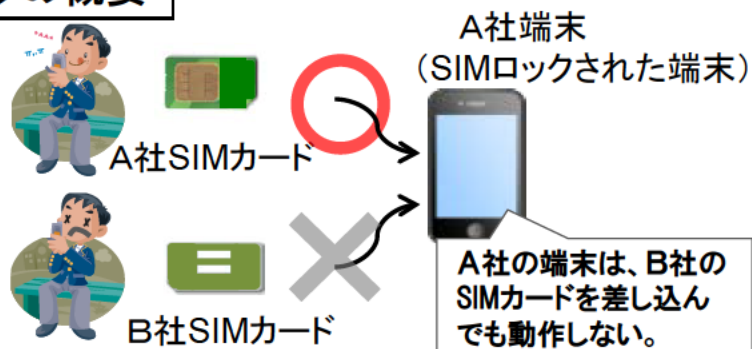 の概要
A社端末
（SIMロックされた端末）
A社SIMカード
B社SIMカード
A社の端末は、B社の
SIMカードを差し込ん
でも動作しない。